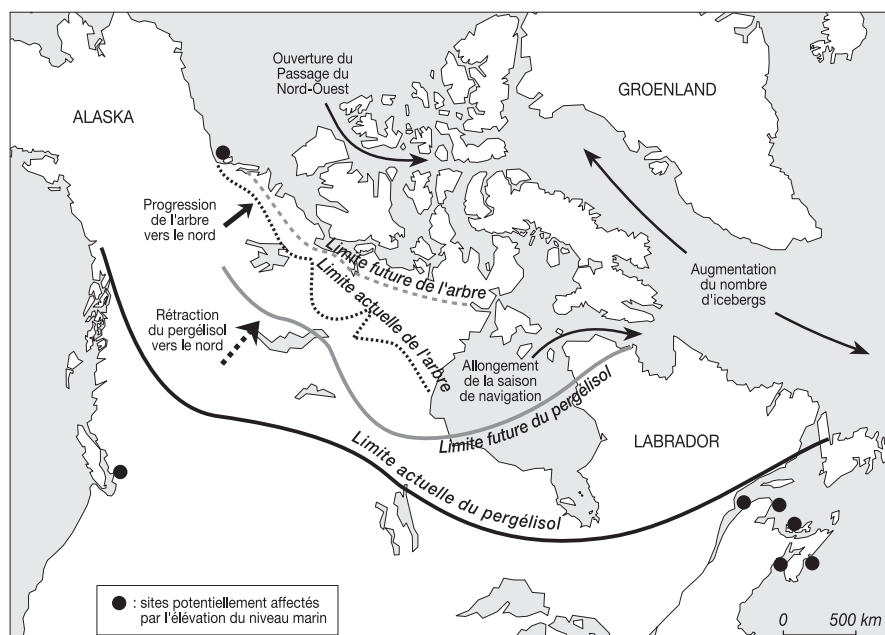 Ouverture du
Passage du
Nord-Ouest
GROENLAND
ALASKA
Progression
de l'arbre
vers le nord
Limite future de l'arbre
Limite actuelle de l'arbre
Augmentation
du nombre
d'icebergs
Rétraction
du pergélisol
vers le nord
Allongement
de la saison
de navigation
Limite future du pergélisol
LABRADOR
Limite actuelle du pergélisol
: sites potentiellement affectés
par l'élévation du niveau marin
0 500 km